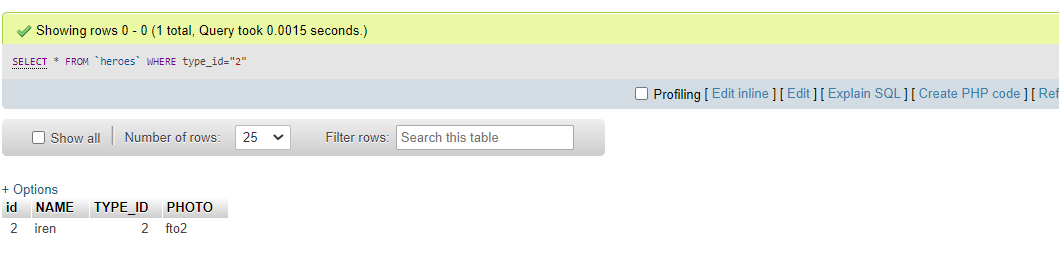 Showing rows 0 - 0 (1 total, Query took 0.0015 seconds.)
SELECT * FROM `heroes` WHERE type_id="2"
Profiling [ Edit inline ] [ Edit ] [ Explain SQL ] [ Create PHP code ] [ Ref
Show all Number of rows: 25 Filter rows: Search this table
+ Options
id NAME TYPE_ID PHOTO
2 iren 2 fto2